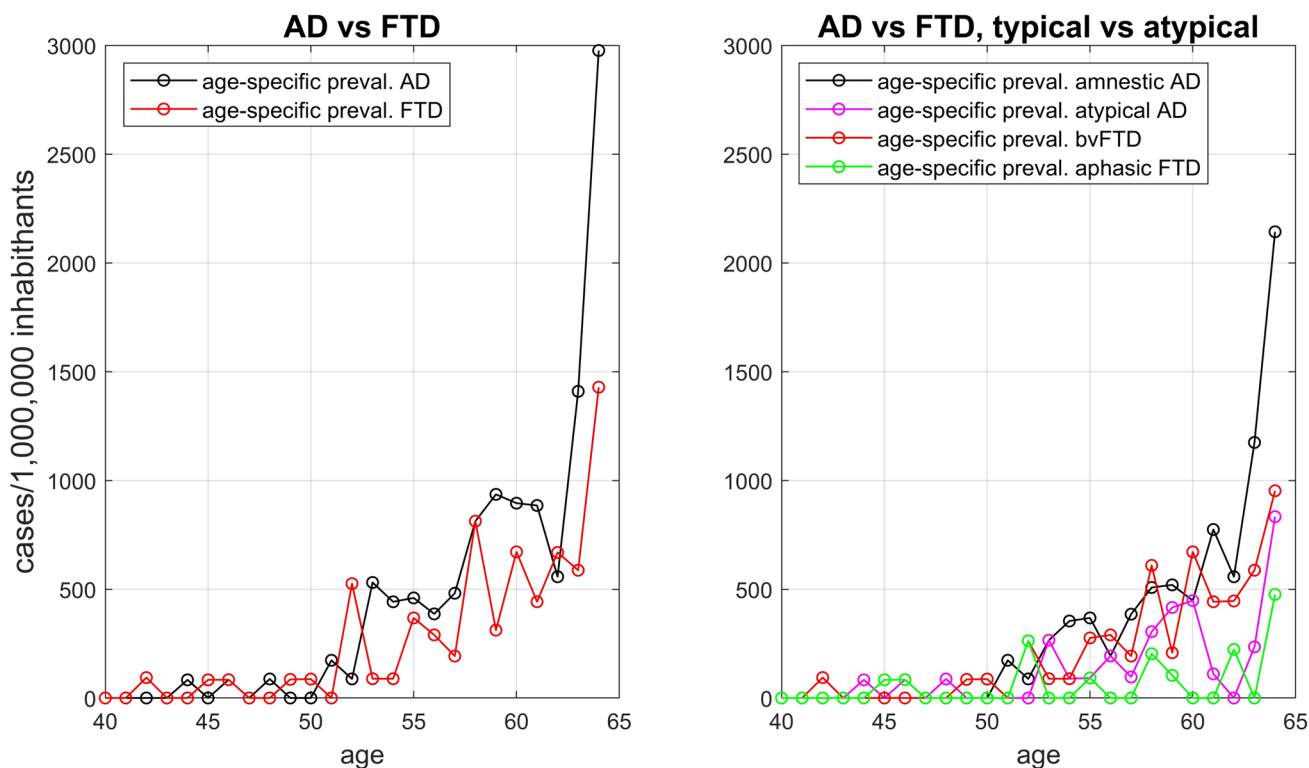 AD vs FTD
age-specific preval. AD
age-specific preval. FTD
3000
2500
2000
1500
1000
500
0
cases/1,000,000 inhabithants
40 45 50 55 60 65
age
AD vs FTD, typical vs atypical
age-specific preval. amnestic AD
age-specific preval. atypical AD
age-specific preval. bvFTD
age-specific preval. aphasic FTD
3000
2500
2000
1500
1000
500
0
40 45 50 55 60 65
age